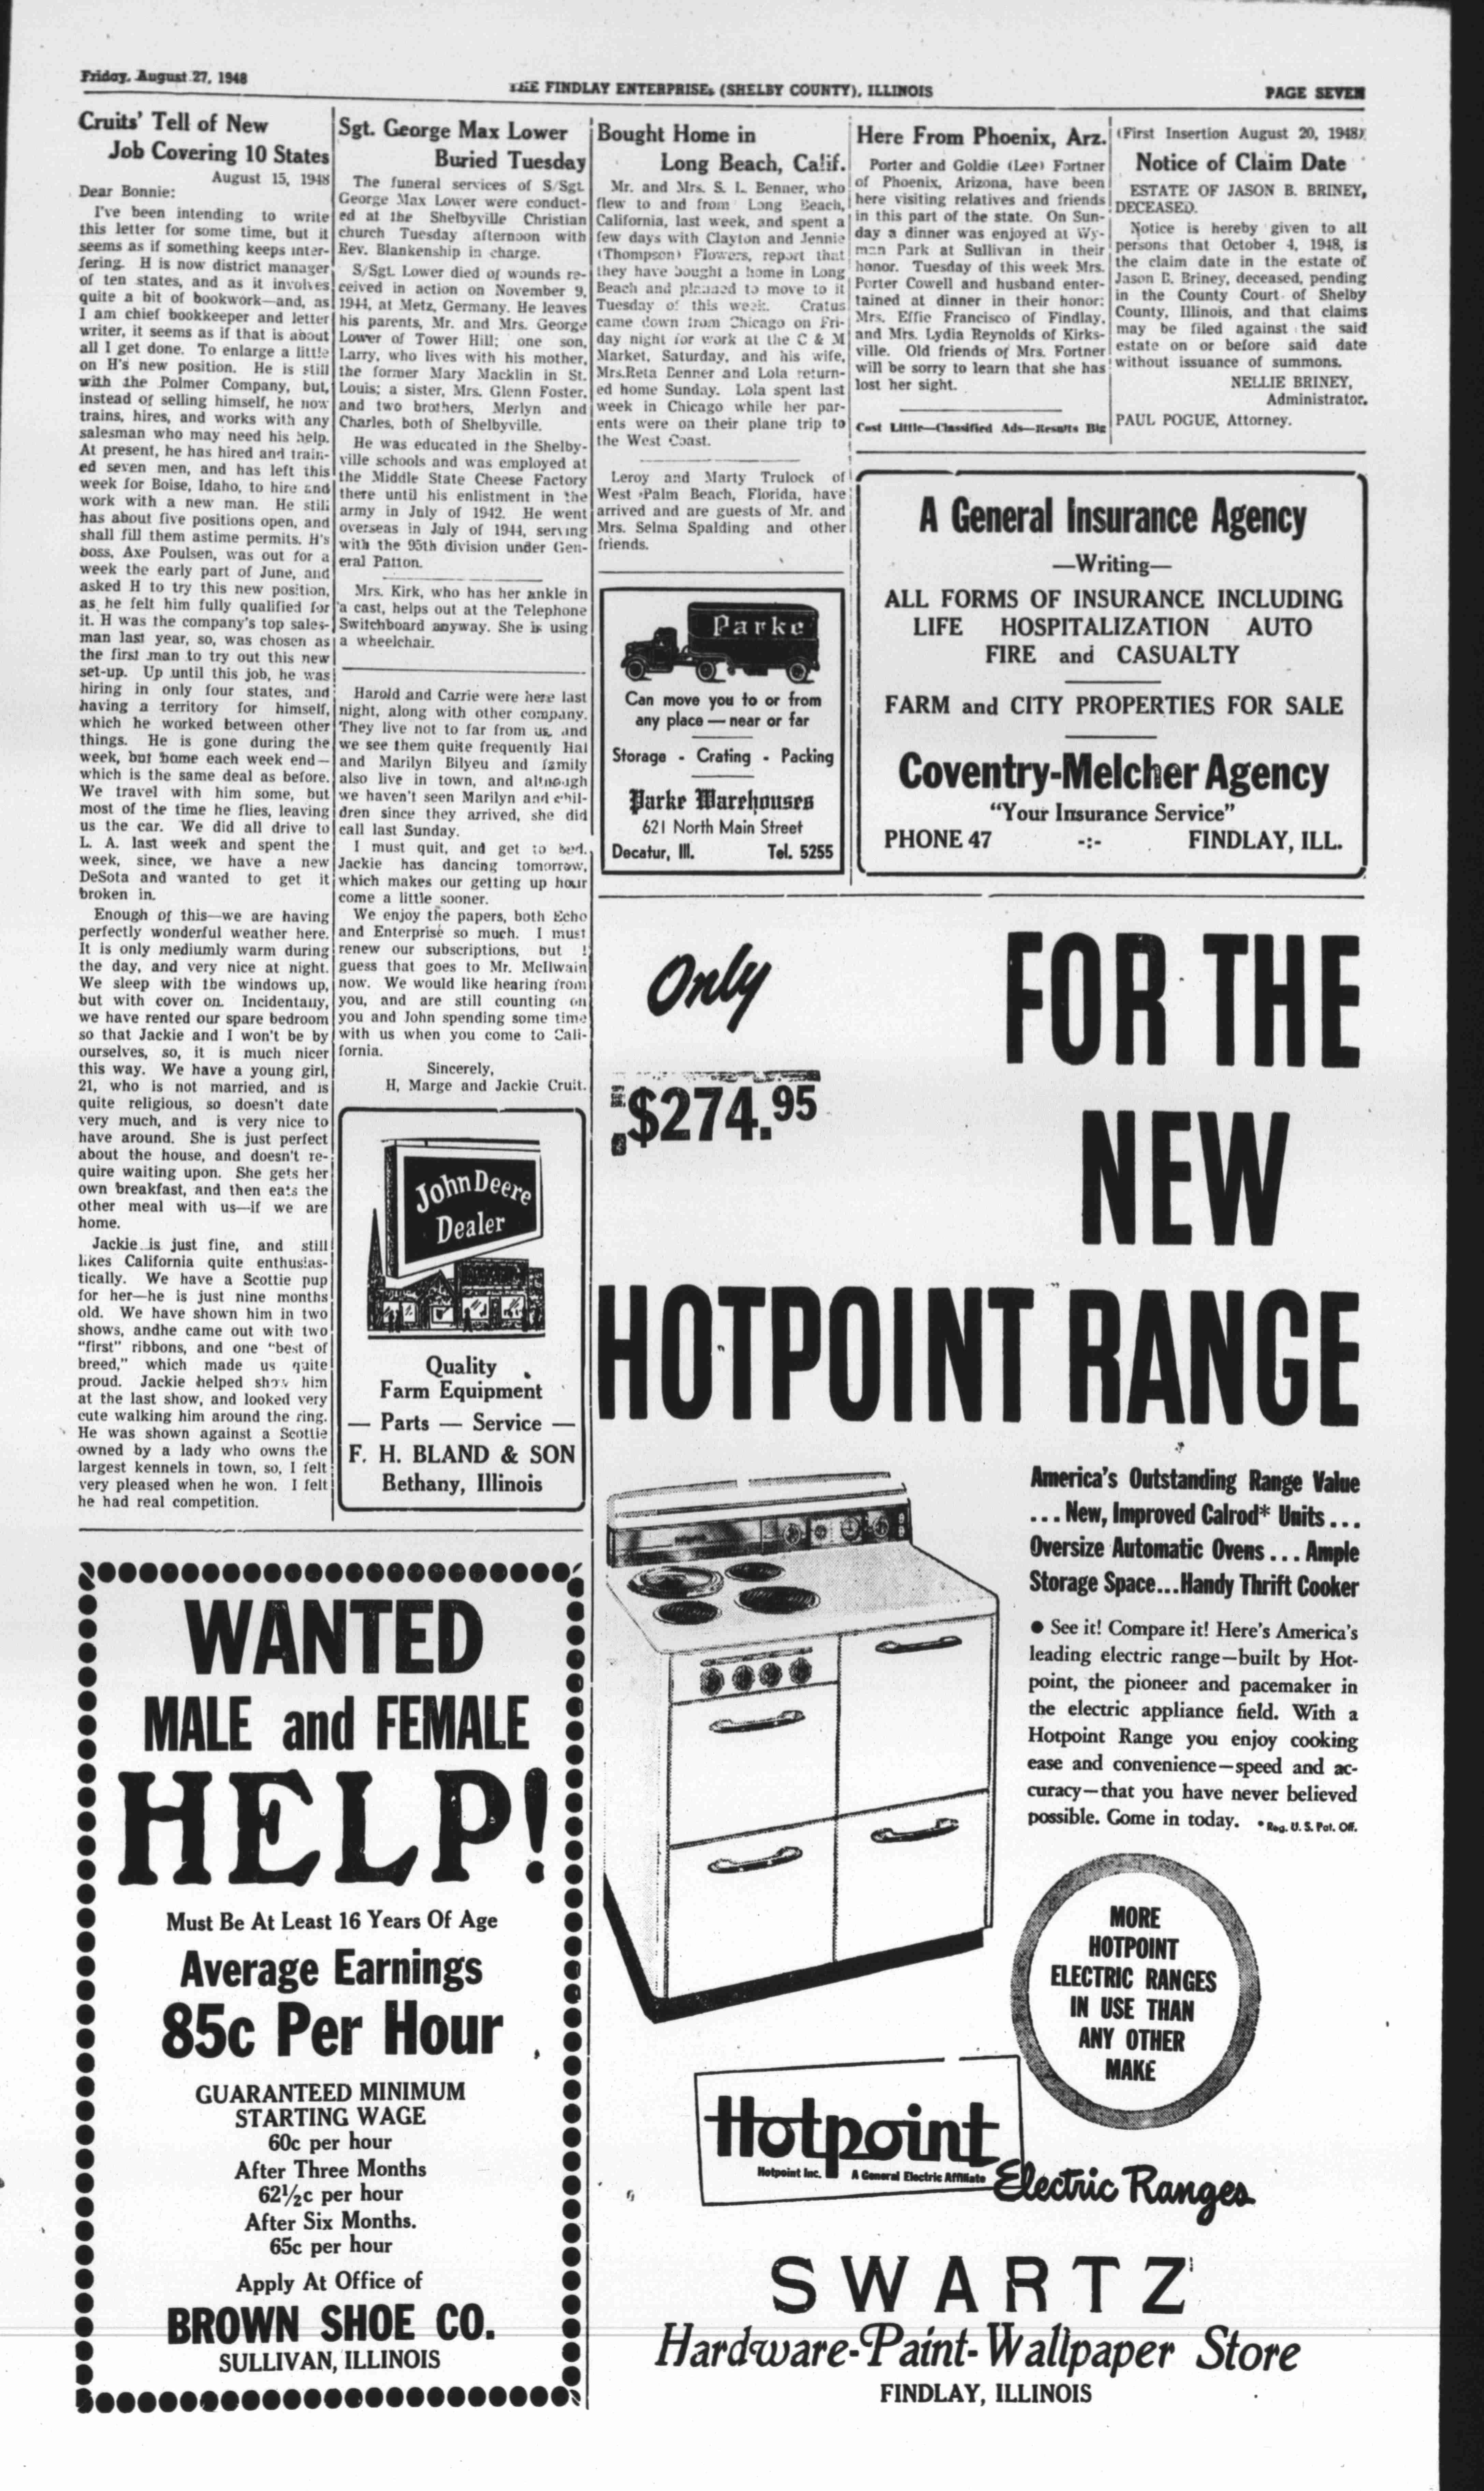 Friday, August 27, 1948
THE FINDLAY ENTERPRISE, (SHELBY COUNTY), ILLINOIS
PAGE SEVEN
Cruits' Tell of New
Job Covering 10 States
August 15, 1948
Dear Bonnie:
I've been intending to write
this letter for some time, but it
seems as if something keeps inter-
fering. H is now district manager
of ten states, and as it involves
quite a bit of bookwork—and, as
I am chief bookkeeper and letter
writer, it seems as if that is about
all I get done. To enlarge a little
on H's new position. He is still
with the Polmer Company, but,
instead of selling himself, he now
trains, hires, and works with any
salesman who may need his help.
At present, he has hired and train-
ed seven men, and has left this
week for Boise, Idaho, to hire and
work with a new man. He still
has about five positions open, and
shall fill them astime permits. H's
boss, Axe Poulsen, was out for a
week the early part of June, and
asked H to try this new position,
as he felt him fully qualified for
it. H was the company's top sales-
man last year, so, was chosen as
the first man to try out this new
set-up. Up until this job, he was
hiring in only four states, and
having a territory for himself,
which he worked between other
things. He is gone during the
week, but home each week end—
which is the same deal as before.
We travel with him some, but
most of the time he flies, leaving
us the car. We did all drive to
L. A. last week and spent the
week, since, we have a new
DeSota and wanted to get it
broken in.
Enough of this—we are having
perfectly wonderful weather here.
It is only mediumly warm during
the day, and very nice at night.
We sleep with the windows up,
but with cover on. Incidentally,
we have rented our spare bedroom
so that Jackie and I won't be by
ourselves, so, it is much nicer
this way. We have a young girl,
21, who is not married, and is
quite religious, so doesn't date
very much, and is very nice to
have around. She is just perfect
about the house, and doesn't re-
quire waiting upon. She gets her
own breakfast, and then eats the
other meal with us—if we are
home.
Jackie is just fine, and still
likes California quite enthusias-
tically. We have a Scottie pup
for her—he is just nine months
old. We have shown him in two
shows, andhe came out with two
"first" ribbons, and one "best of
breed," which made us quite
proud. Jackie helped show him
at the last show, and looked very
cute walking him around the ring.
He was shown against a Scottie
owned by a lady who owns the
largest kennels in town, so, I felt
very pleased when he won. I felt
he had real competition.
Sgt. George Max Lower
Buried Tuesday
The funeral services of S/Sgt.
George Max Lower were conduct-
ed at the Shelbyville Christian
church Tuesday afternoon with
Rev. Blankenship in charge.
S/Sgt. Lower died of wounds re-
ceived in action on November 9,
1944, at Metz, Germany. He leaves
his parents, Mr. and Mrs. George
Lower of Tower Hill; one son,
Larry, who lives with his mother,
the former Mary Macklin in St.
Louis; a sister, Mrs. Glenn Foster,
and two brothers, Merlyn and
Charles, both of Shelbyville.
He was educated in the Shelby-
ville schools and was employed at
the Middle State Cheese Factory
there until his enlistment in the
army in July of 1942. He went
overseas in July of 1944, serving
with the 95th division under Gen-
eral Patton.
Mrs. Kirk, who has her ankle in
a cast, helps out at the Telephone
Switchboard anyway. She is using
a wheelchair.
Harold and Carrie were here last
night, along with other company.
They live not to far from us, and
we see them quite frequently Hal
and Marilyn Bilyeu and family
also live in town, and although
we haven't seen Marilyn and chil-
dren since they arrived, she did
call last Sunday.
I must quit, and get to bed.
Jackie has dancing tomorrow,
which makes our getting up hour
come a little sooner.
We enjoy the papers, both Echo
and Enterprise so much. I must
renew our subscriptions, but I
guess that goes to Mr. McIlwain
now. We would like hearing from
you, and are still counting on
you and John spending some time
with us when you come to Cali-
fornia.
Sincerely,
H, Marge and Jackie Cruit.
John Deere
Dealer
Quality
Farm Equipment
— Parts — Service —
F. H. BLAND & SON
Bethany, Illinois
WANTED
MALE and FEMALE
HELP!
Must Be At Least 16 Years Of Age
Average Earnings
85c Per Hour
GUARANTEED MINIMUM
STARTING WAGE
60c per hour
After Three Months
62½c per hour
After Six Months.
65c per hour
Apply At Office of
BROWN SHOE CO.
SULLIVAN, ILLINOIS
Bought Home in
Long Beach, Calif.
Mr. and Mrs. S. L. Benner, who
flew to and from Long Beach,
California, last week, and spent a
few days with Clayton and Jennie
(Thompson) Flowers, report that
they have bought a home in Long
Beach and planned to move to it
Tuesday of this week. Cratus
came down from Chicago on Fri-
day night for work at the C & M
Market, Saturday, and his wife,
Mrs.Reta Benner and Lola return-
ed home Sunday. Lola spent last
week in Chicago while her par-
ents were on their plane trip to
the West Coast.
Leroy and Marty Trulock of
West Palm Beach, Florida, have
arrived and are guests of Mr. and
Mrs. Selma Spalding and other
friends.
Parke
Can move you to or from
any place — near or far
Storage - Crating - Packing
Parke Warehouses
621 North Main Street
Decatur, Ill. Tel. 5255
Here From Phoenix, Arz.
Porter and Goldie (Lee) Fortner
of Phoenix, Arizona, have been
here visiting relatives and friends
in this part of the state. On Sun-
day a dinner was enjoyed at Wy-
man Park at Sullivan in their
honor. Tuesday of this week Mrs.
Porter Cowell and husband enter-
tained at dinner in their honor:
Mrs. Effie Francisco of Findlay,
and Mrs. Lydia Reynolds of Kirks-
ville. Old friends of Mrs. Fortner
will be sorry to learn that she has
lost her sight.
Cost Little—Classified Ads—Results Big
(First Insertion August 20, 1948)
Notice of Claim Date
ESTATE OF JASON B. BRINEY,
DECEASED.
Notice is hereby given to all
persons that October 4, 1948, is
the claim date in the estate of
Jason B. Briney, deceased, pending
in the County Court of Shelby
County, Illinois, and that claims
may be filed against the said
estate on or before said date
without issuance of summons.
NELLIE BRINEY,
Administrator.
PAUL POGUE, Attorney.
A General Insurance Agency
—Writing—
ALL FORMS OF INSURANCE INCLUDING
LIFE HOSPITALIZATION AUTO
FIRE and CASUALTY
FARM and CITY PROPERTIES FOR SALE
Coventry-Melcher Agency
"Your Insurance Service"
PHONE 47 -:- FINDLAY, ILL.
Only
$274.95
FOR THE
NEW
HOTPOINT RANGE
America's Outstanding Range Value
... New, Improved Calrod* Units ...
Oversize Automatic Ovens ... Ample
Storage Space...Handy Thrift Cooker
● See it! Compare it! Here's America's
leading electric range—built by Hot-
point, the pioneer and pacemaker in
the electric appliance field. With a
Hotpoint Range you enjoy cooking
ease and convenience—speed and ac-
curacy—that you have never believed
possible. Come in today. *Reg. U. S. Pat. Off.
MORE
HOTPOINT
ELECTRIC RANGES
IN USE THAN
ANY OTHER
MAKE
Hotpoint
Hotpoint Inc. A General Electric Affiliate
Electric Ranges
SWARTZ
Hardware-Paint-Wallpaper Store
FINDLAY, ILLINOIS